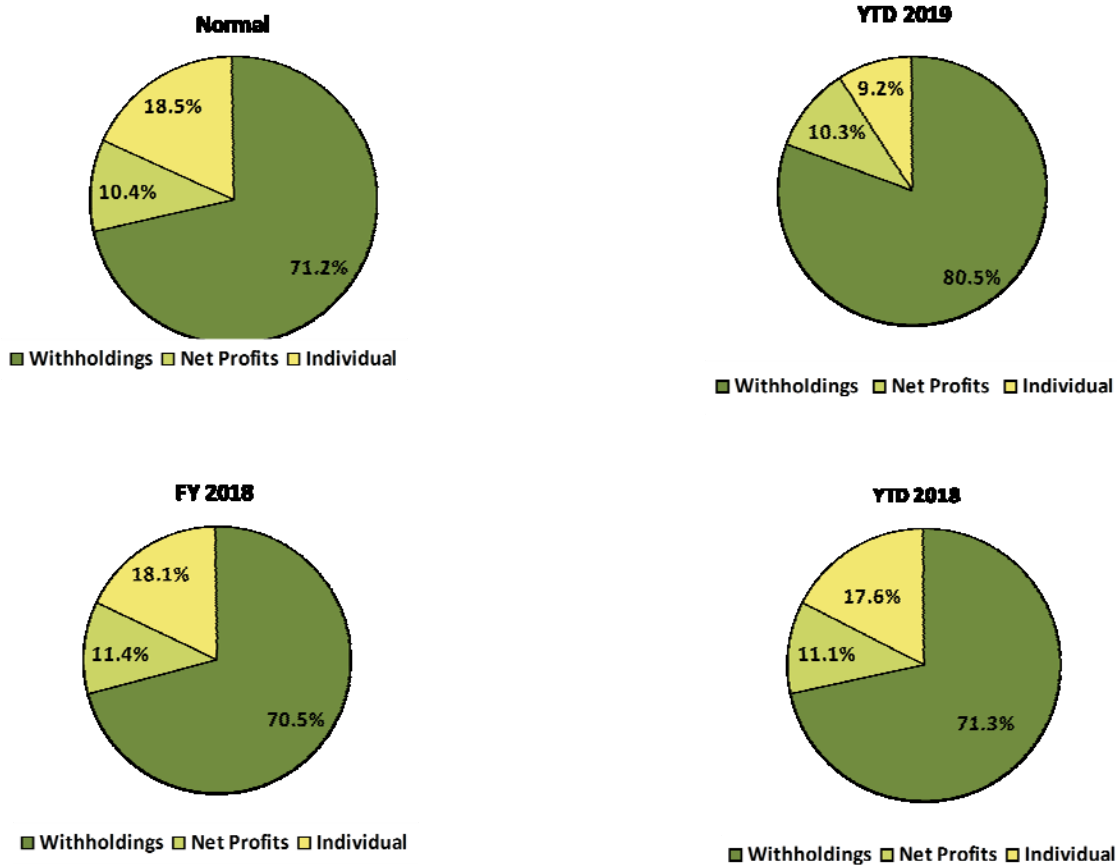 Normal
18.5%
10.4%
71.2%
Withholdings Net Profits Individual
YTD 2019
9.2%
10.3%
80.5%
Withholdings Net Profits Individual
FY 2018
18.1%
11.4%
70.5%
Withholdings Net Profits Individual
YTD 2018
17.6%
11.1%
71.3%
Withholdings Net Profits Individual